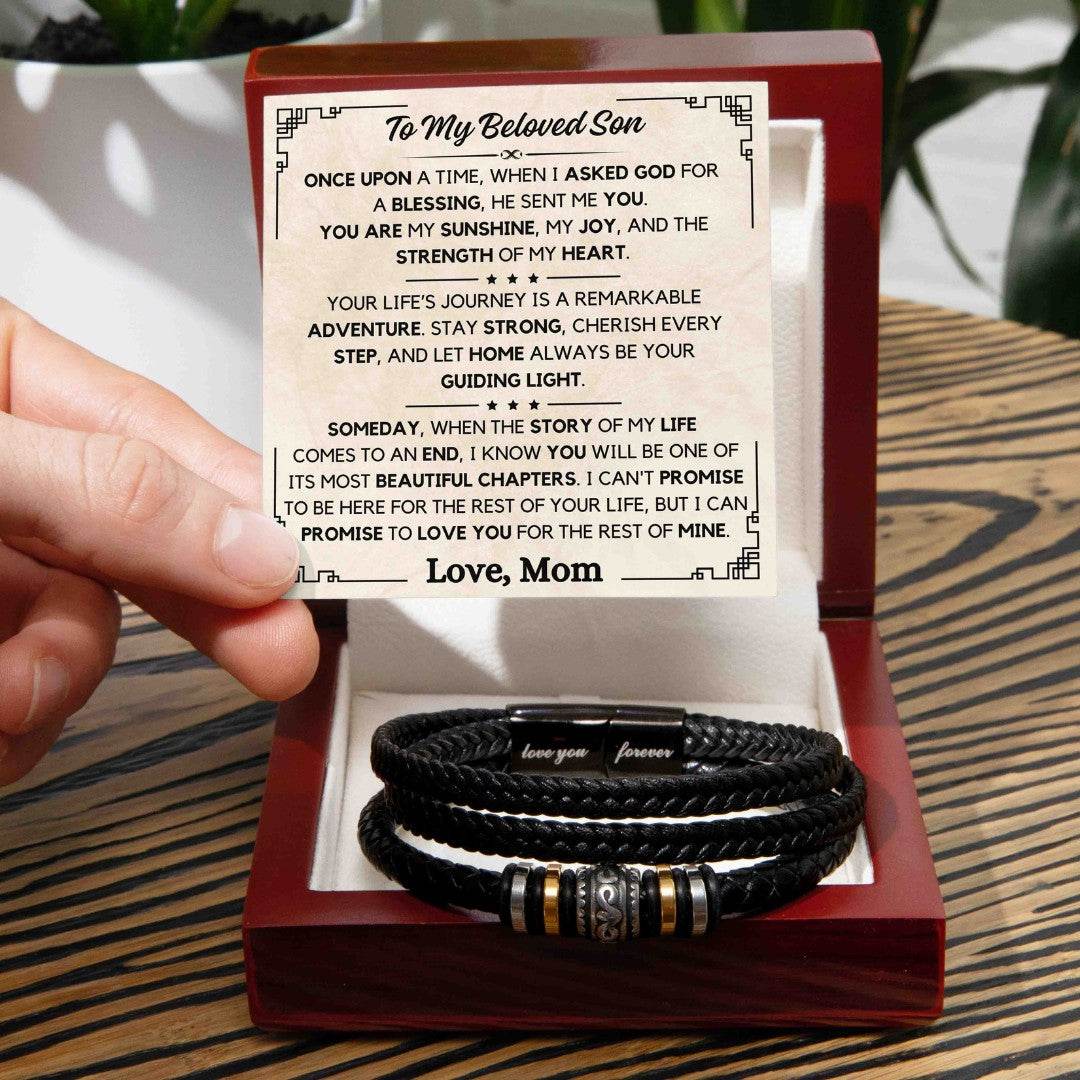 To My Beloved Son
ONCE UPON A TIME, WHEN I ASKED GOD FOR
A BLESSING, HE SENT ME YOU.
YOU ARE MY SUNSHINE, MY JOY, AND THE
STRENGTH OF MY HEART.
YOUR LIFE'S JOURNEY IS A REMARKABLE
ADVENTURE. STAY STRONG, CHERISH EVERY
STEP, AND LET HOME ALWAYS BE YOUR
GUIDING LIGHT.
SOMEDAY, WHEN THE STORY OF MY LIFE
COMES TO AN END, I KNOW YOU WILL BE ONE OF
ITS MOST BEAUTIFUL CHAPTERS. I CAN'T PROMISE
TO BE HERE FOR THE REST OF YOUR LIFE, BUT I CAN
PROMISE TO LOVE YOU FOR THE REST OF MINE.
Love, Mom
love you forever